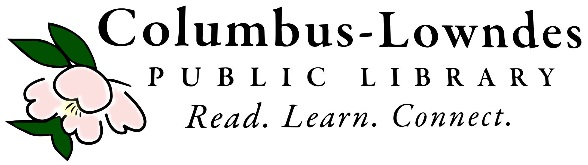 Columbus-Lowndes
PUBLIC LIBRARY
Read. Learn. Connect.